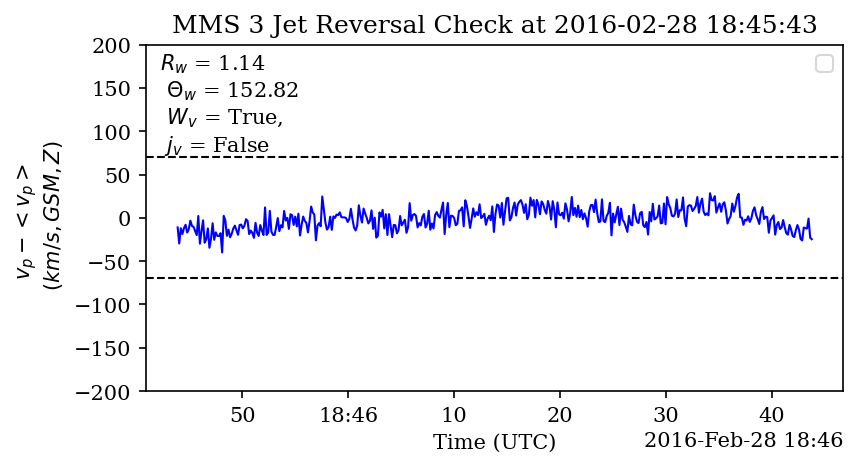 MMS 3 Jet Reversal Check at 2016-02-28 18:45:43
200
150
100
50
0
−50
−100
−150
−200
v_p − < v_p >
(km/s, GSM, Z)
R_w = 1.14
Θ_w = 152.82
W_v = True,
j_v = False
50
18:46
10
20
30
40
Time (UTC)
2016-Feb-28 18:46